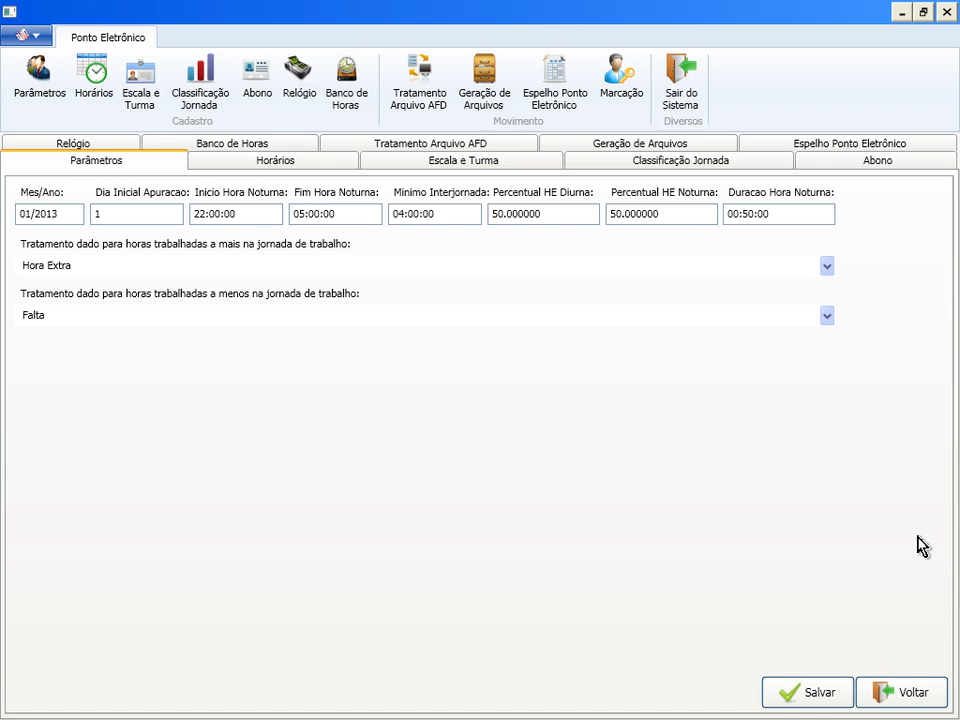 Ponto Eletrônico
Parâmetros
Horários
Escala e
Turma
Classificação
Jornada
Abono
Relógio
Banco de
Horas
Cadastro
Tratamento
Arquivo AFD
Geração de
Arquivos
Espelho Ponto
Eletrônico
Marcação
Movimento
Sair do
Sistema
Diversos
Relógio
Banco de Horas
Tratamento Arquivo AFD
Geração de Arquivos
Espelho Ponto Eletrônico
Parâmetros
Horários
Escala e Turma
Classificação Jornada
Abono
Mes/Ano: Dia Inicial Apuracao: Inicio Hora Noturna: Fim Hora Noturna: Minimo Interjornada: Percentual HE Diurna: Percentual HE Noturna: Duracao Hora Noturna:
01/2013 1 22:00:00 05:00:00 04:00:00 50.000000 50.000000 00:50:00
Tratamento dado para horas trabalhadas a mais na jornada de trabalho:
Hora Extra
Tratamento dado para horas trabalhadas a menos na jornada de trabalho:
Falta
Salvar
Voltar